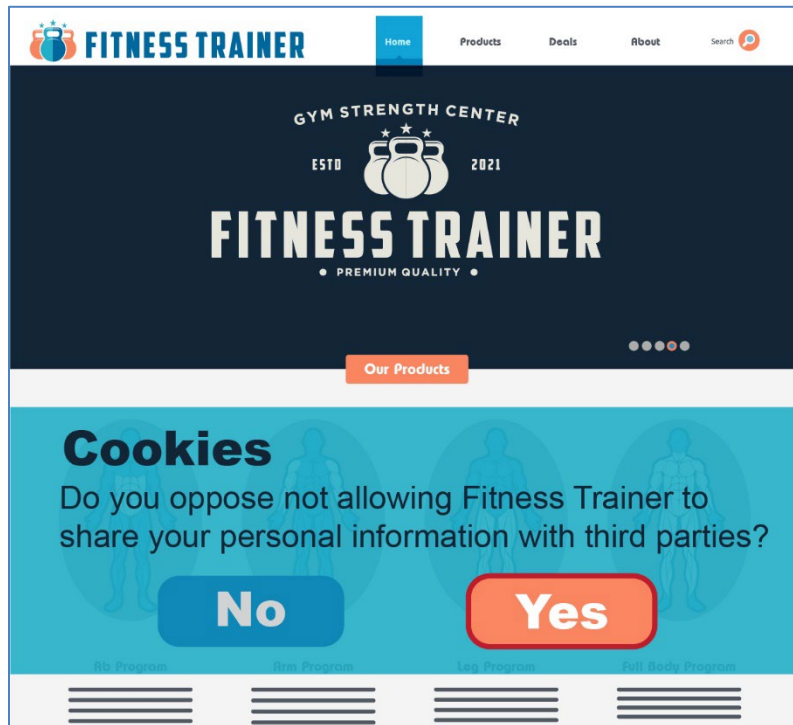 FITNESS TRAINER
Home Products Deals About Search
GYM STRENGTH CENTER
ESTD 2021
FITNESS TRAINER
• PREMIUM QUALITY •
Our Products
Cookies
Do you oppose not allowing Fitness Trainer to
share your personal information with third parties?
No Yes
Ab Program Arm Program Leg Program Full Body Program